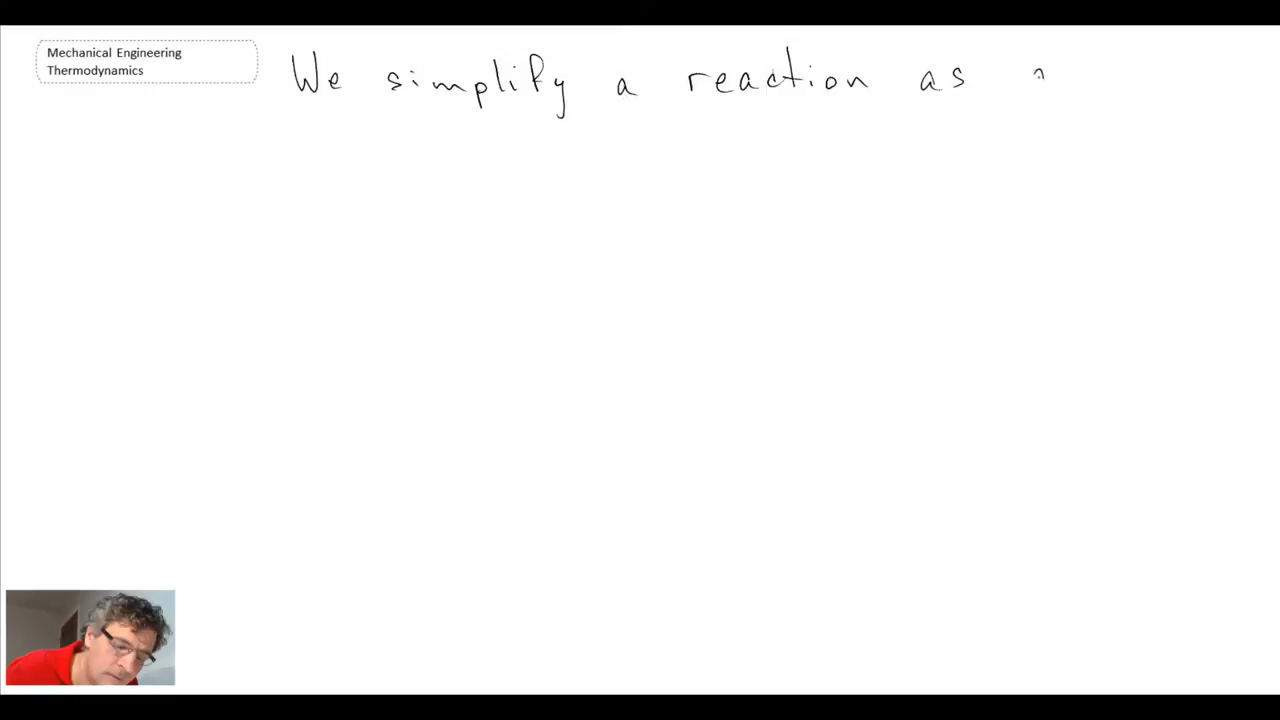 Mechanical Engineering
Thermodynamics
We simplify a reaction as